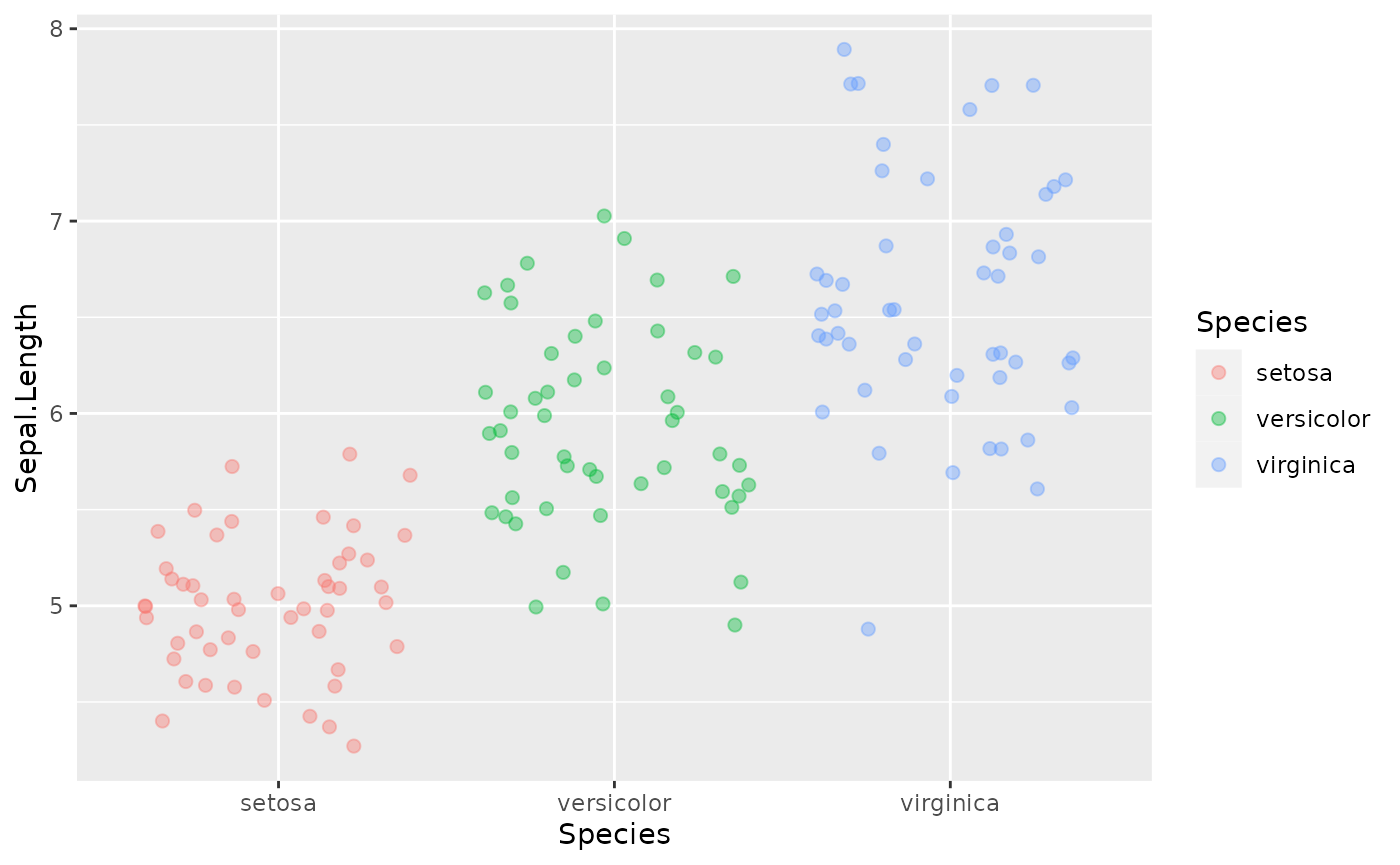 Sepal.Length
8
7
6
5
setosa
versicolor
virginica
Species
Species
setosa
versicolor
virginica